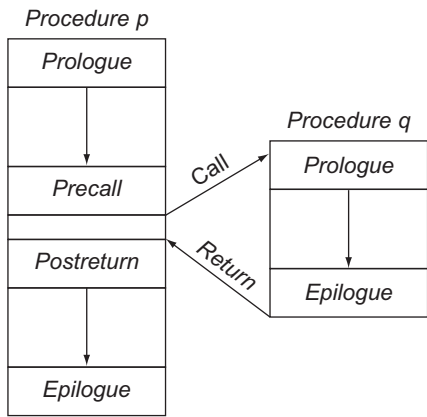 Procedure p
Prologue
Precall
Postreturn
Epilogue
Call
Return
Procedure q
Prologue
Epilogue